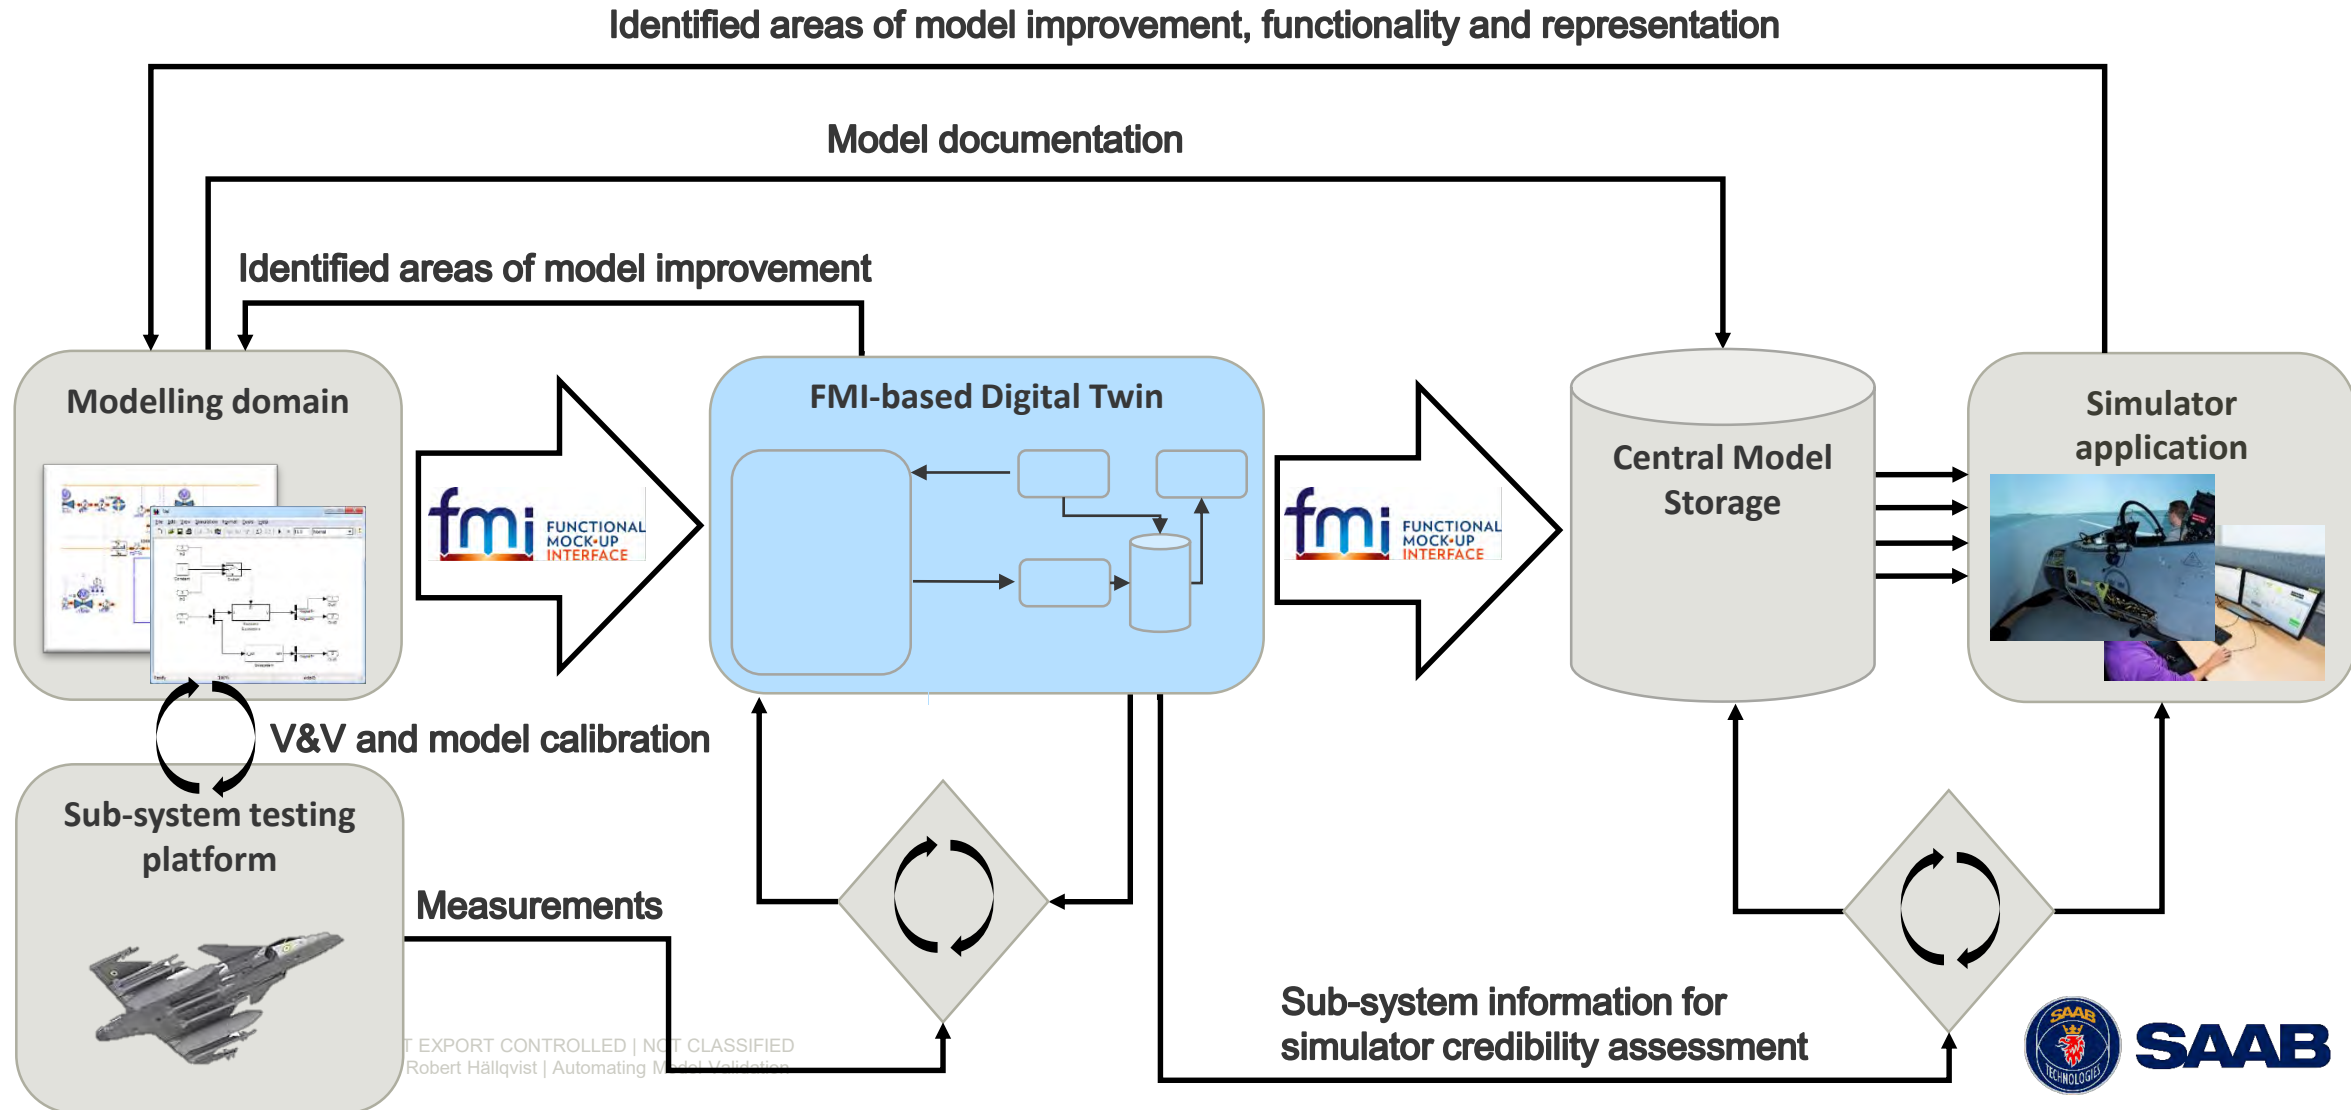 Identified areas of model improvement, functionality and representation
Model documentation
Identified areas of model improvement
Modelling domain
FMI-based Digital Twin
Central Model
Storage
Simulator
application
fmi FUNCTIONAL
MOCK-UP
INTERFACE
fmi FUNCTIONAL
MOCK-UP
INTERFACE
V&V and model calibration
Sub-system testing
platform
Measurements
Sub-system information for
simulator credibility assessment
T EXPORT CONTROLLED | NOT CLASSIFIED
Robert Hällqvist | Automating Model Validation
SAAB
TECHNOLOGIES
SAAB